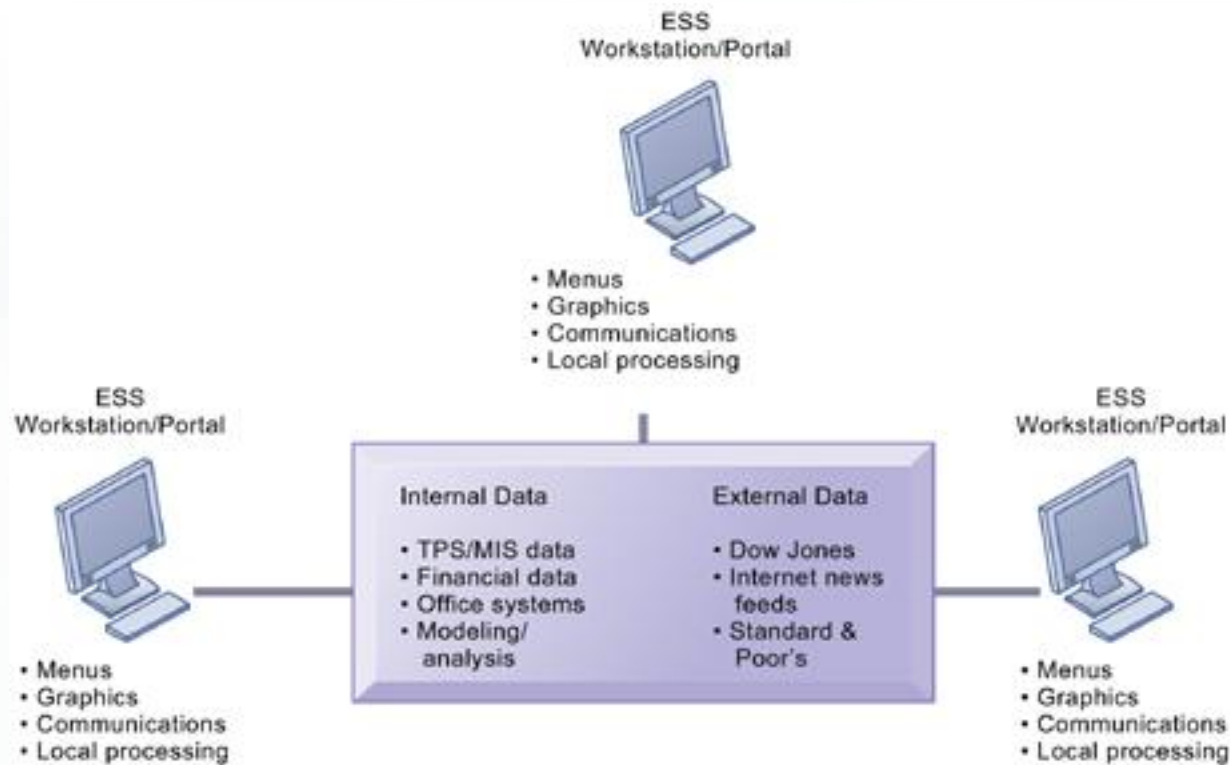 ESS
Workstation/Portal
• Menus
• Graphics
• Communications
• Local processing
ESS
Workstation/Portal
• Menus
• Graphics
• Communications
• Local processing
Internal Data
• TPS/MIS data
• Financial data
• Office systems
• Modeling/
analysis
External Data
• Dow Jones
• Internet news
feeds
• Standard &
Poor's
ESS
Workstation/Portal
• Menus
• Graphics
• Communications
• Local processing